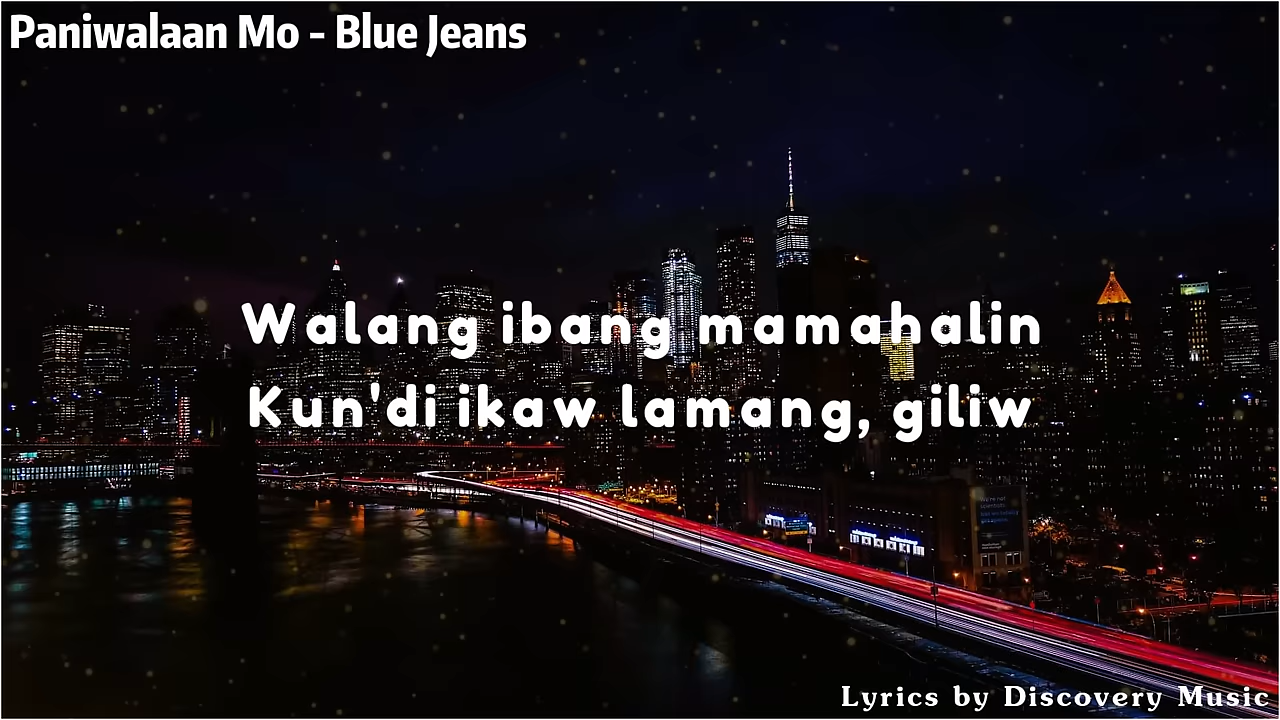 Paniwalaan Mo - Blue Jeans
Walang ibang mamahalin
Kun'di ikaw lamang, giliw
Lyrics by Discovery Music